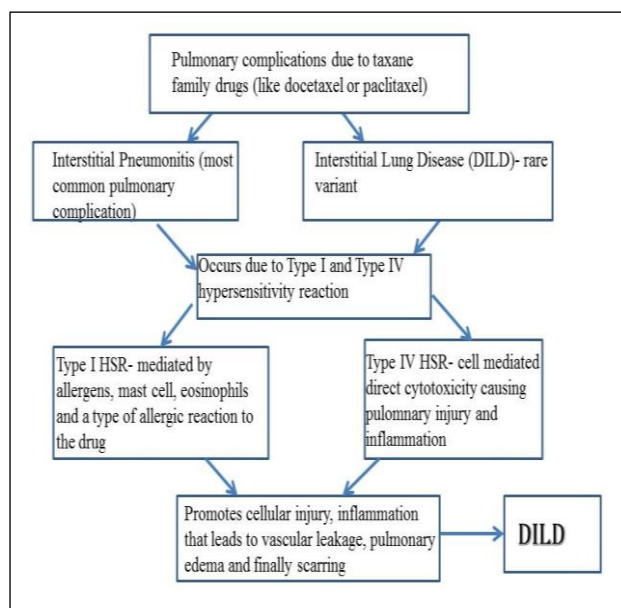 Pulmonary complications due to taxane
family drugs (like docetaxel or paclitaxel)
Interstitial Pneumonitis (most
common pulmonary
complication)
Interstitial Lung Disease (DILD)- rare
variant
Occurs due to Type I and Type IV
hypersensitivity reaction
Type I HSR- mediated by
allergens, mast cell, eosinophils
and a type of allergic reaction to
the drug
Type IV HSR- cell mediated
direct cytotoxicity causing
pulomnary injury and
inflammation
Promotes cellular injury, inflammation
that leads to vascular leakage, pulmonary
edema and finally scarring
DILD